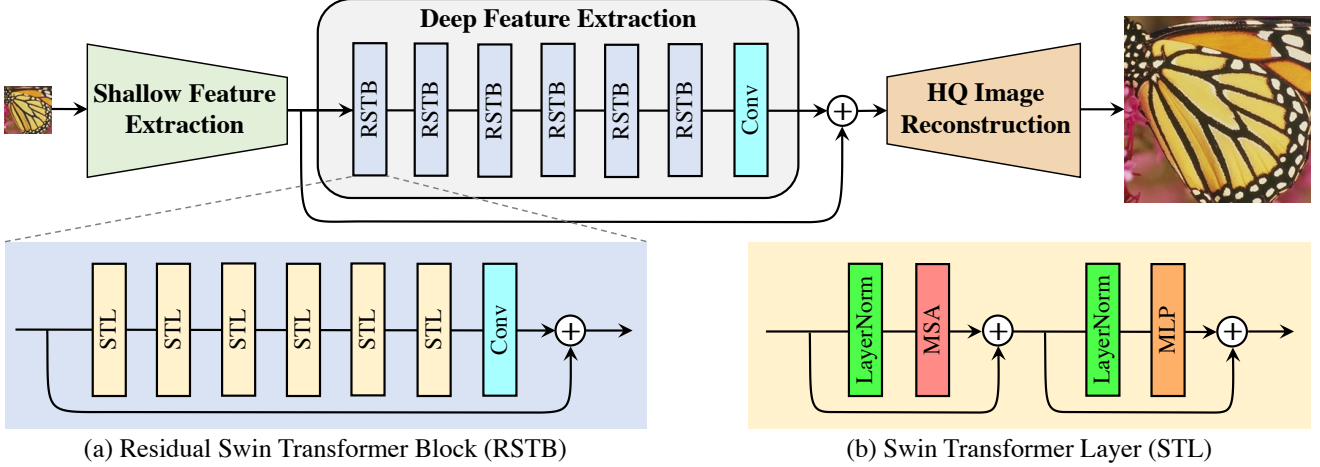 Deep Feature Extraction
Shallow Feature
Extraction
RSTB
RSTB
RSTB
RSTB
RSTB
RSTB
Conv
+
HQ Image
Reconstruction
STL
STL
STL
STL
STL
STL
Conv
+
LayerNorm
MSA
+
LayerNorm
MLP
+
(a) Residual Swin Transformer Block (RSTB)
(b) Swin Transformer Layer (STL)